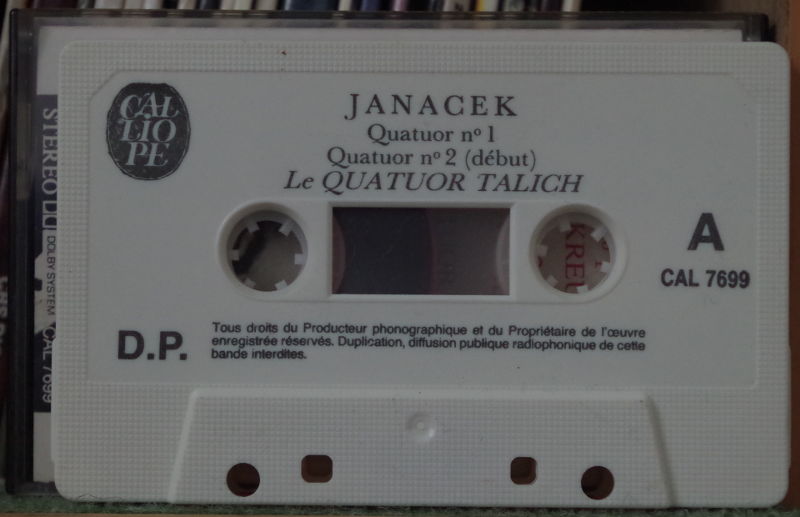 CAL
LIO
PE
JANACEK
Quatuor nº 1
Quatuor nº 2 (début)
Le QUATUOR TALICH
A
CAL 7699
D.P.
Tous droits du Producteur phonographique et du Propriétaire de l'œuvre
enregistrée réservés. Duplication, diffusion publique radiophonique de cette
bande interdites.
STEREO
DOLBY SYSTEM
CAL 7699
KREU